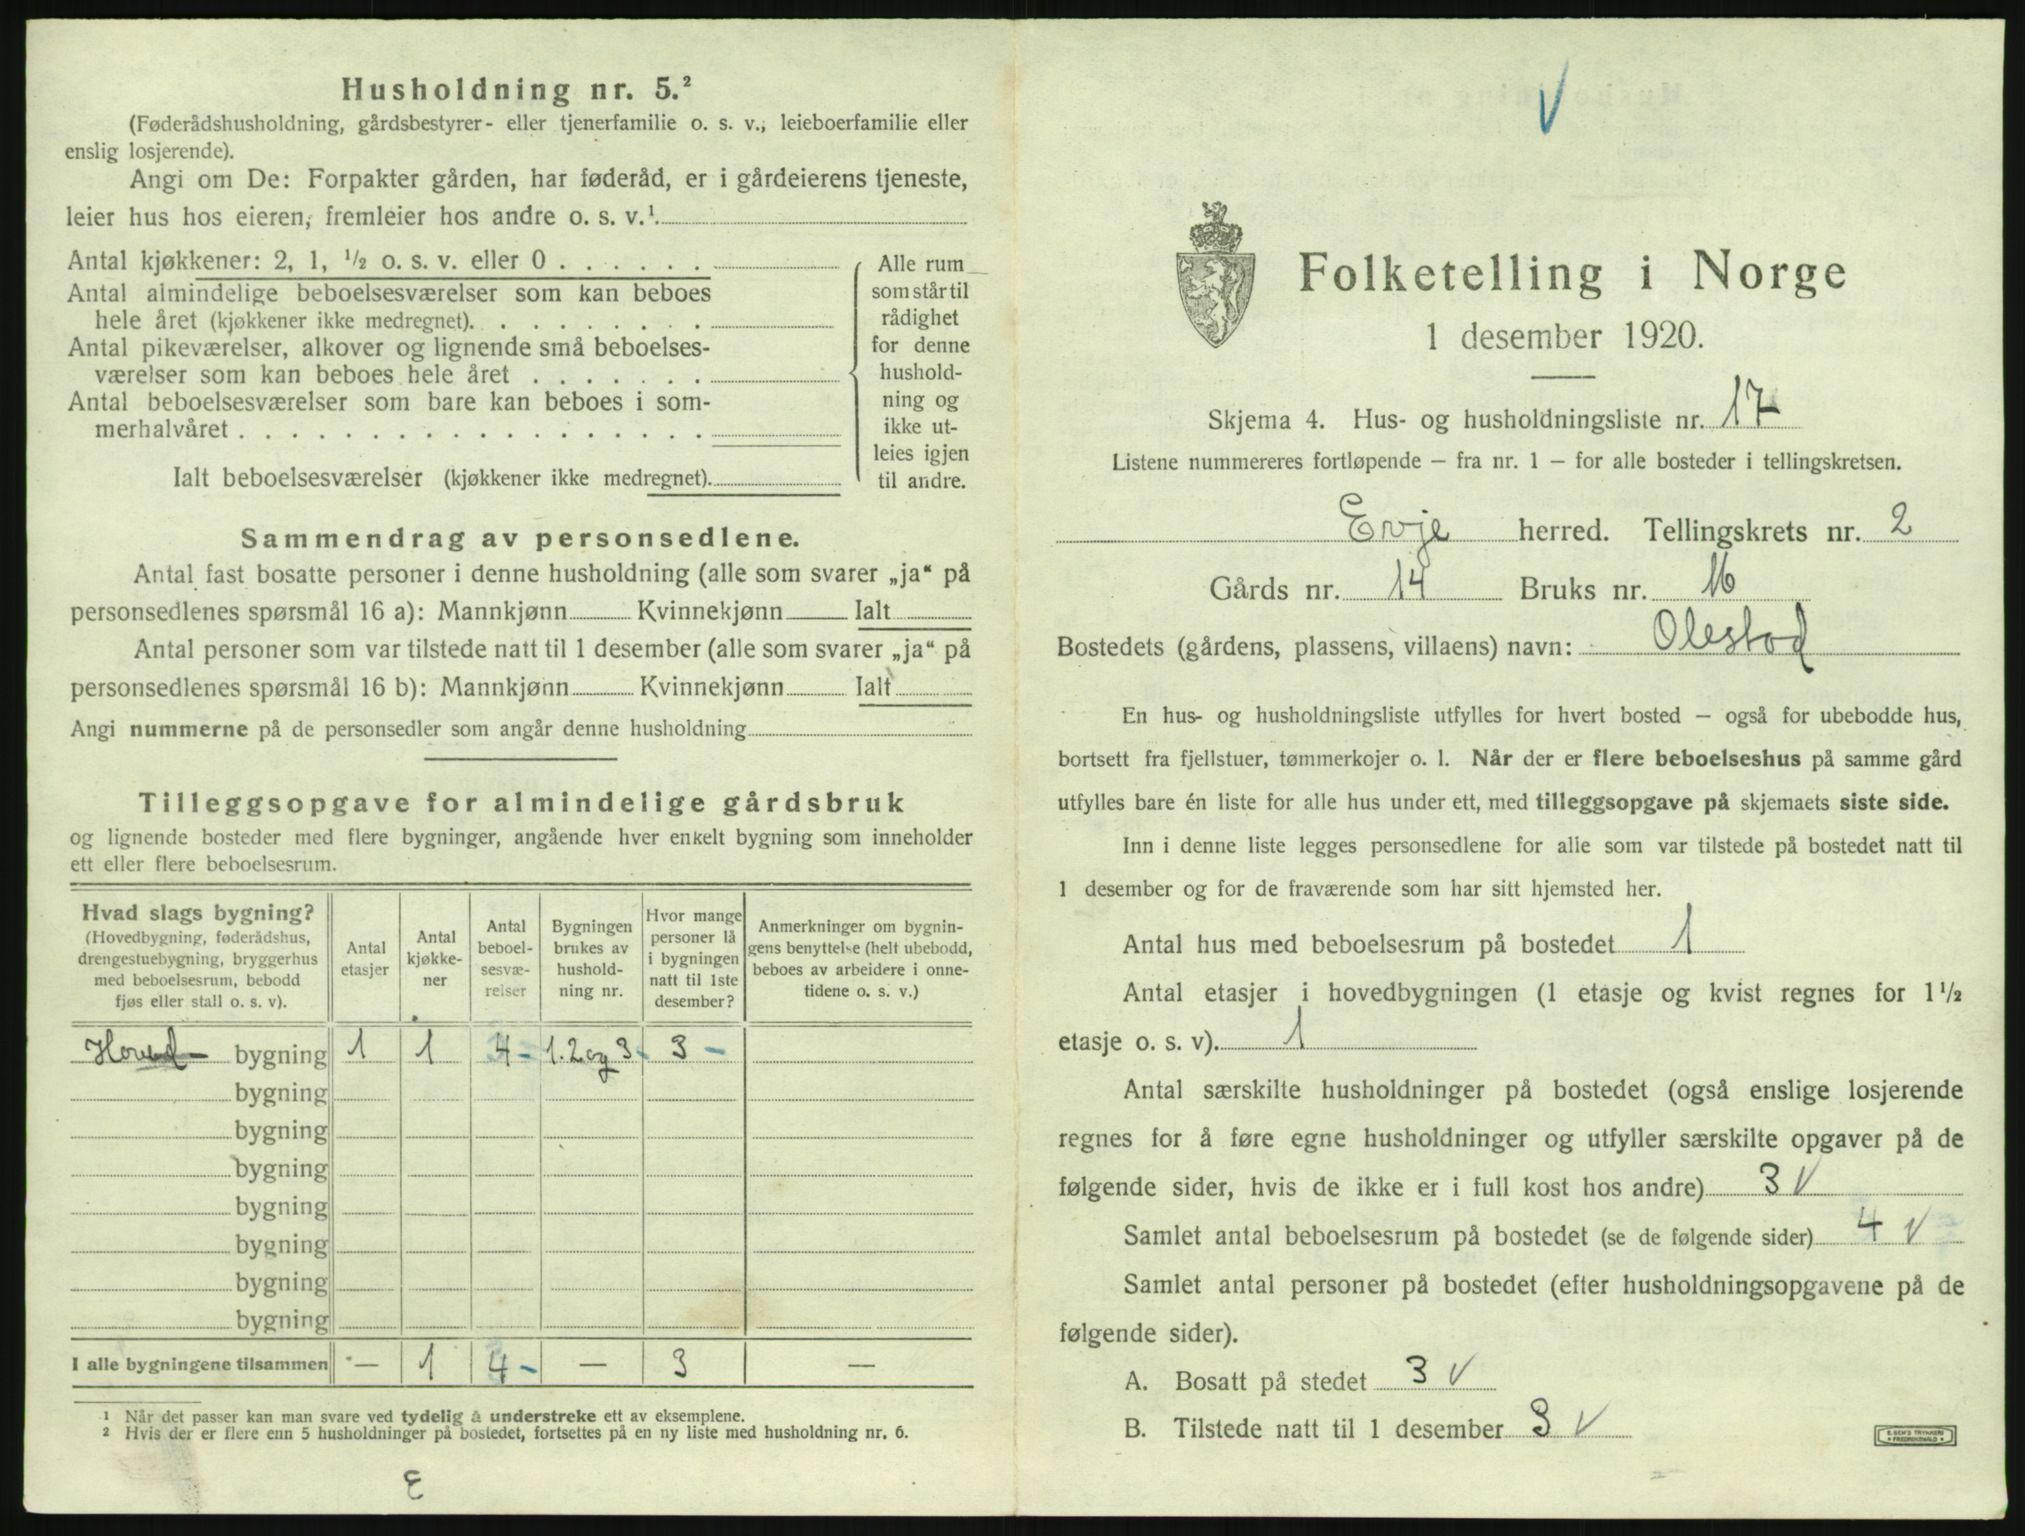 Husholdning nr. 5.²
(Føderådshusholdning, gårdsbestyrer- eller tjenerfamilie o. s. v., leieboerfamilie eller
enslig losjerende).
Angi om De: Forpakter gården, har føderåd, er i gårdeierens tjeneste,
leier hus hos eieren, fremleier hos andre o. s. v.¹
Antal kjøkkener: 2, 1, ½ o. s. v. eller 0 . . . . . .
Antal almindelige beboelsesværelser som kan beboes
hele året (kjøkkener ikke medregnet). . . . . . . . .
Antal pikeværelser, alkover og lignende små beboelses-
værelser som kan beboes hele året . . . . . . .
Antal beboelsesværelser som bare kan beboes i som-
merhalvåret . . . . . . . . . . . . . . . . . .
Ialt beboelsesværelser (kjøkkener ikke medregnet).
Alle rum
som står til
rådighet
for denne
hushold-
ning og
ikke ut-
leies igjen
til andre.
Sammendrag av personsedlene.
Antal fast bosatte personer i denne husholdning (alle som svarer „ja“ på
personsedlenes spørsmål 16 a): Mannkjønn Kvinnekjønn Ialt
Antal personer som var tilstede natt til 1 desember (alle som svarer „ja“ på
personsedlenes spørsmål 16 b): Mannkjønn Kvinnekjønn Ialt
Angi nummerne på de personsedler som angår denne husholdning
Tilleggsopgave for almindelige gårdsbruk
og lignende bosteder med flere bygninger, angående hver enkelt bygning som inneholder
ett eller flere beboelsesrum.
Hvad slags bygning?
(Hovedbygning, føderådshus,
drengestuebygning, bryggerhus
med beboelsesrum, bebodd
fjøs eller stall o. s. v).
Antal
etasjer
Antal
kjøkke-
ner
Antal
beboel-
sesvæ-
relser
Bygningen
brukes av
hushold-
ning nr.
Hvor mange
personer lå
i bygningen
natt til 1ste
desember?
Anmerkninger om bygnin-
gens benyttelse (helt ubebodd,
beboes av arbeidere i onne-
tidene o. s. v.)
Hoved- bygning 1 1 4 - 1. 2 og 3 - 3 -
bygning
bygning
bygning
bygning
bygning
bygning
bygning
I alle bygningene tilsammen — 1 4 - — 3 —
¹ Når det passer kan man svare ved tydelig å understreke ett av eksemplene.
² Hvis der er flere enn 5 husholdninger på bostedet, fortsettes på en ny liste med husholdning nr. 6.
Folketelling i Norge
1 desember 1920.
Skjema 4. Hus- og husholdningsliste nr. 17
Listene nummereres fortløpende – fra nr. 1 – for alle bosteder i tellingskretsen.
Evje herred. Tellingskrets nr. 2
Gårds nr. 14 Bruks nr. 16
Bostedets (gårdens, plassens, villaens) navn: Olestod
En hus- og husholdningsliste utfylles for hvert bosted – også for ubebodde hus,
bortsett fra fjellstuer, tømmerkojer o. l. Når der er flere beboelseshus på samme gård
utfylles bare én liste for alle hus under ett, med tilleggsopgave på skjemaets siste side.
Inn i denne liste legges personsedlene for alle som var tilstede på bostedet natt til
1 desember og for de fraværende som har sitt hjemsted her.
Antal hus med beboelsesrum på bostedet 1
Antal etasjer i hovedbygningen (1 etasje og kvist regnes for 1½
etasje o. s. v). 1
Antal særskilte husholdninger på bostedet (også enslige losjerende
regnes for å føre egne husholdninger og utfyller særskilte opgaver på de
følgende sider, hvis de ikke er i full kost hos andre) 3 V
Samlet antal beboelsesrum på bostedet (se de følgende sider) 4 V
Samlet antal personer på bostedet (efter husholdningsopgavene på de
følgende sider).
A. Bosatt på stedet 3 V
B. Tilstede natt til 1 desember 3 V